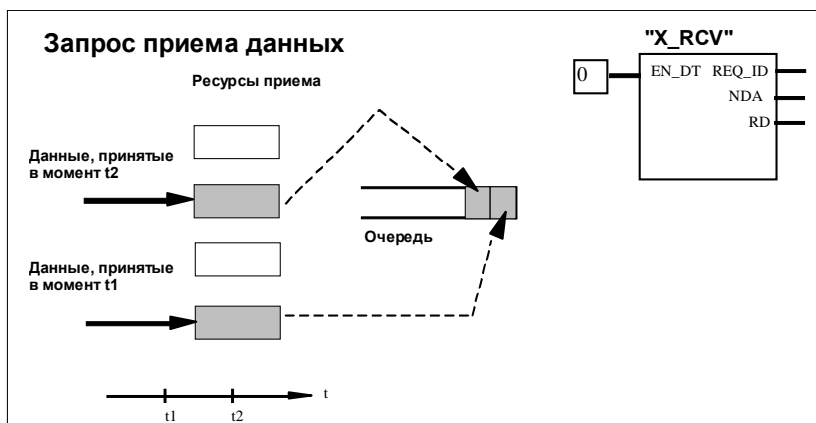 Запрос приема данных
"X_RCV"
Ресурсы приема
0
EN_DT REQ_ID
NDA
RD
Данные, принятые
в момент t2
Очередь
Данные, принятые
в момент t1
t
t1 t2